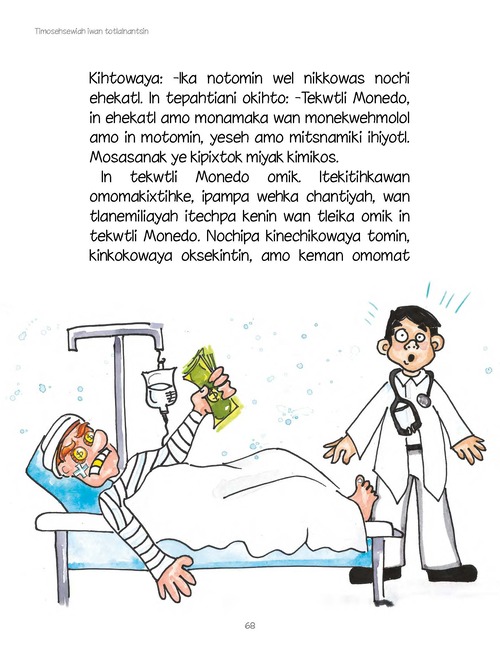 Timosehsewiah iwan totlalnantsin
Kihtowaya: -Ika notomin wel nikkowas nochi
ehekatl. In tepahtiani okihto: -Tekwtli Monedo,
in ehekatl amo monamaka wan monekwehmolol
amo in motomin, yeseh amo mitsnamiki ihiyotl.
Mosasanak ye kipixtok miyak kimikos.
In tekwtli Monedo omik. Itekitihkawan
omomakixtihke, ipampa wehka chantiyah, wan
tlanemiliayah itechpa kenin wan tleika omik in
tekwtli Monedo. Nochipa kinechikowaya tomin,
kinkokowaya oksekintin, amo keman omomat
68